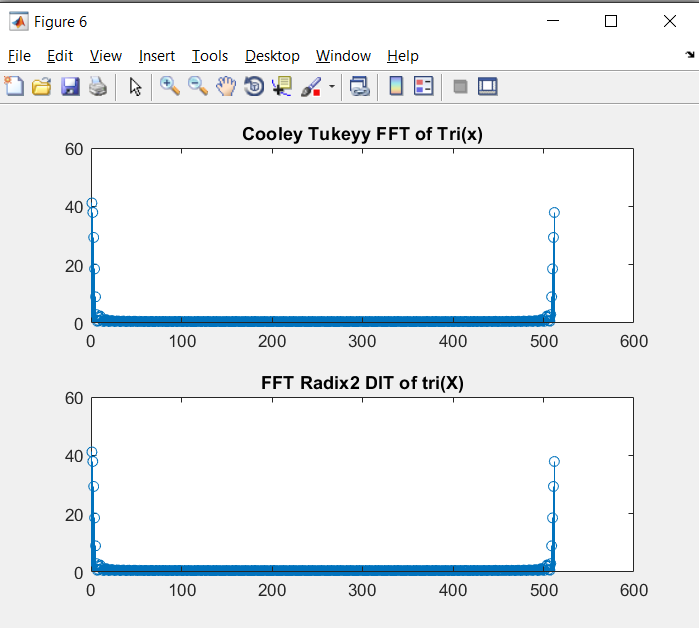 Figure 6
File Edit View Insert Tools Desktop Window Help
Cooley Tukeyy FFT of Tri(x)
60
40
20
0
0 100 200 300 400 500 600
FFT Radix2 DIT of tri(X)
60
40
20
0
0 100 200 300 400 500 600